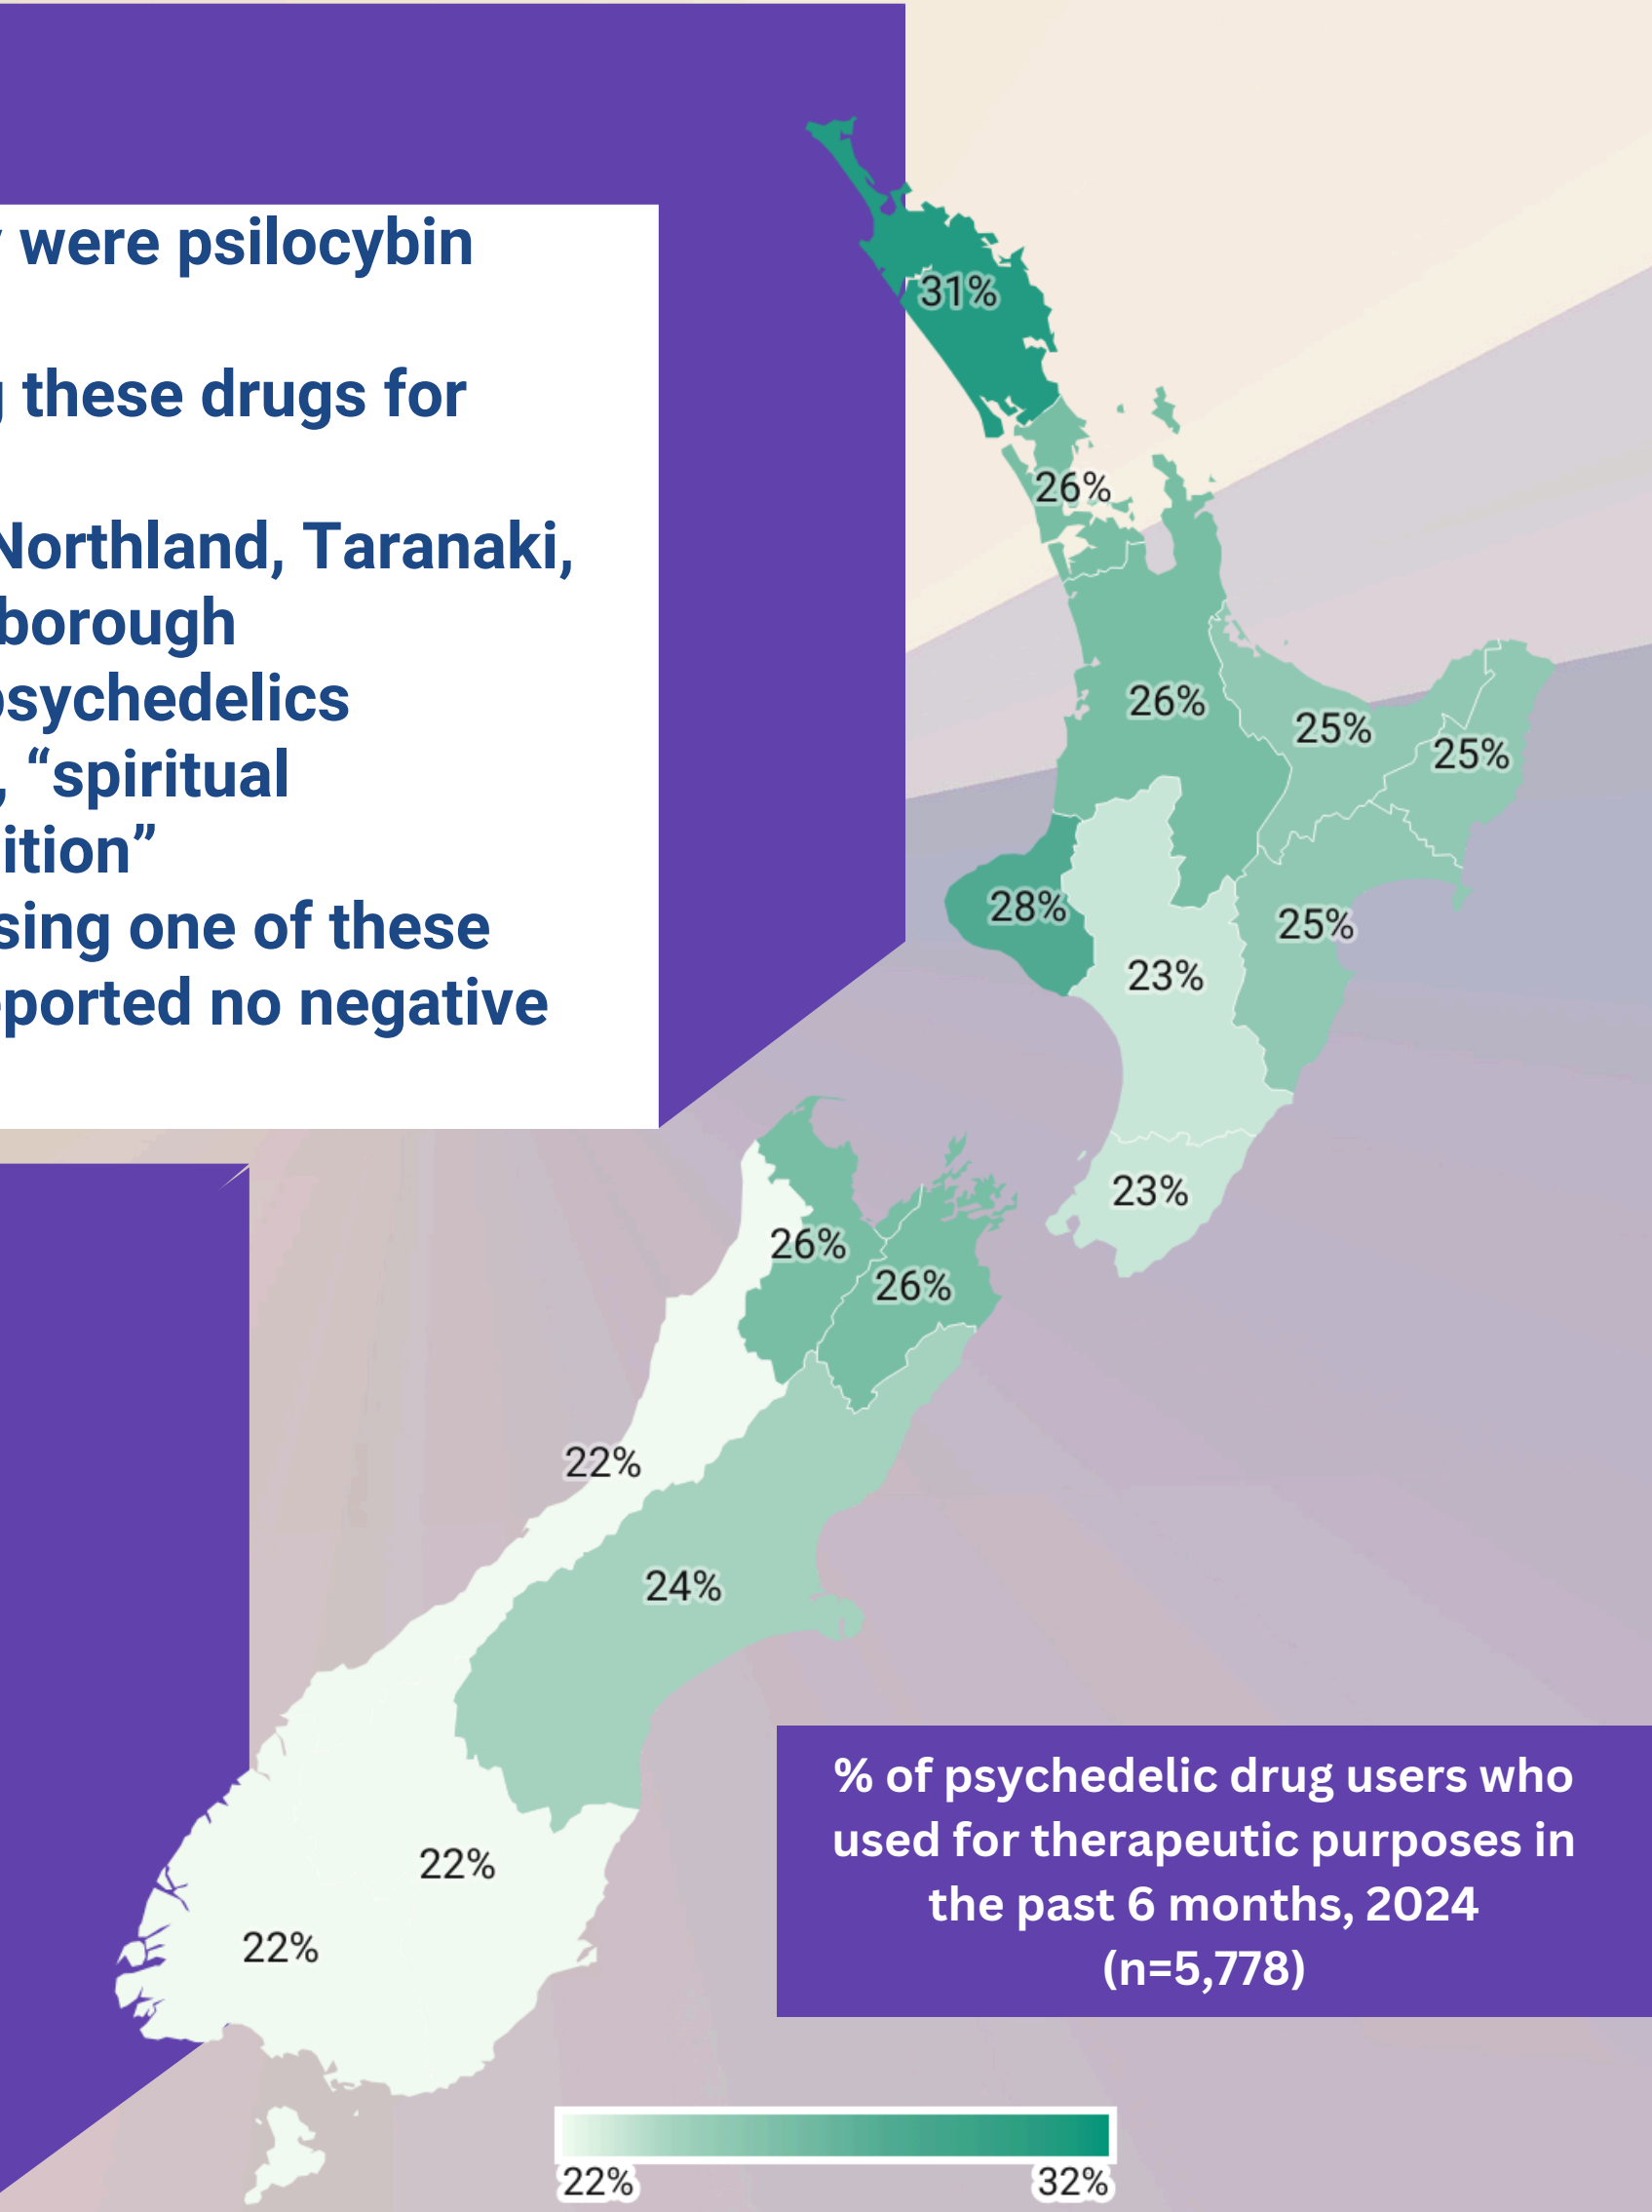 were psilocybin
these drugs for
Northland, Taranaki,
borough
psychedelics
, “spiritual
ition”
sing one of these
ported no negative
31%
26%
26%
25%
25%
28%
25%
23%
23%
26%
26%
22%
24%
22%
22%
% of psychedelic drug users who
used for therapeutic purposes in
the past 6 months, 2024
(n=5,778)
22%
32%